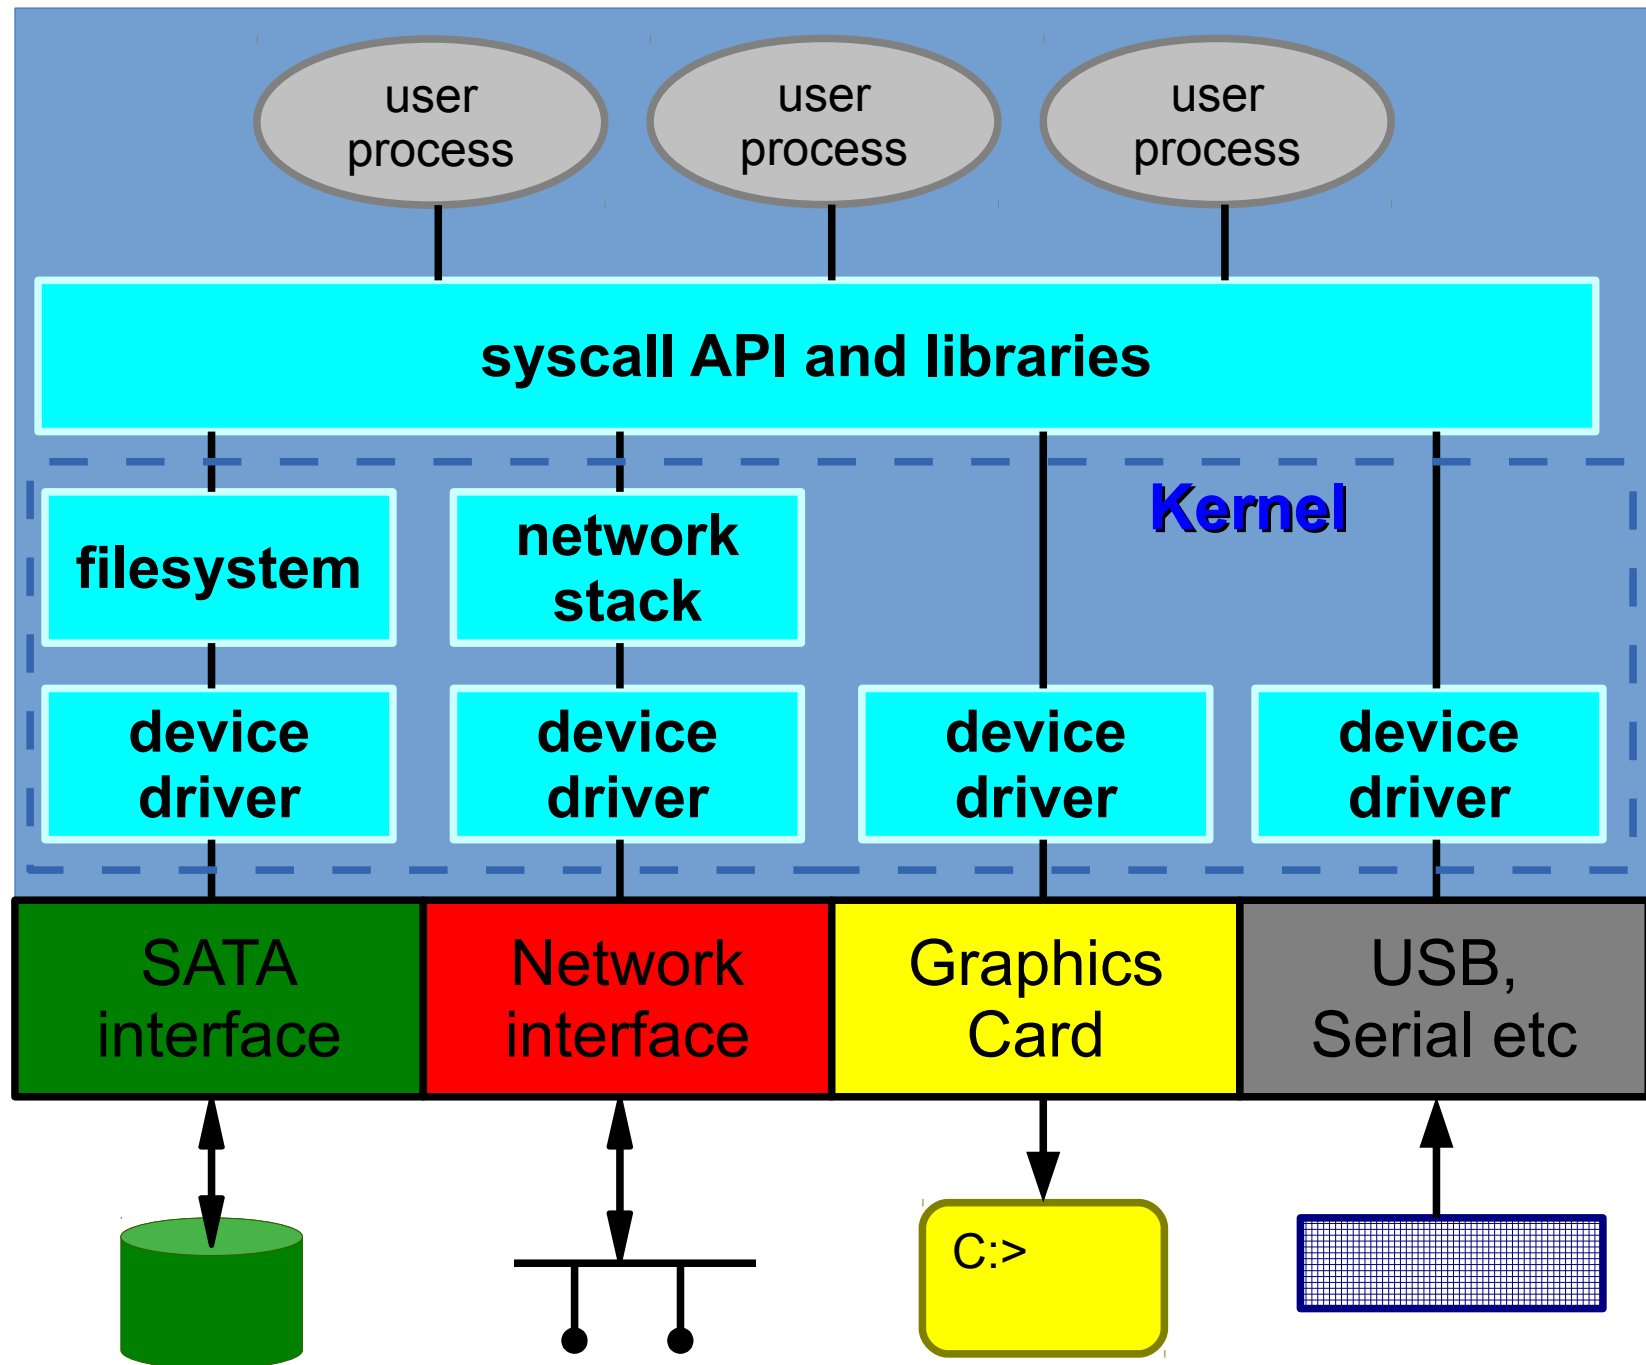 user
process
user
process
user
process
syscall API and libraries
Kernel
filesystem
network
stack
device
driver
device
driver
device
driver
device
driver
SATA
interface
Network
interface
Graphics
Card
USB,
Serial etc
C:>